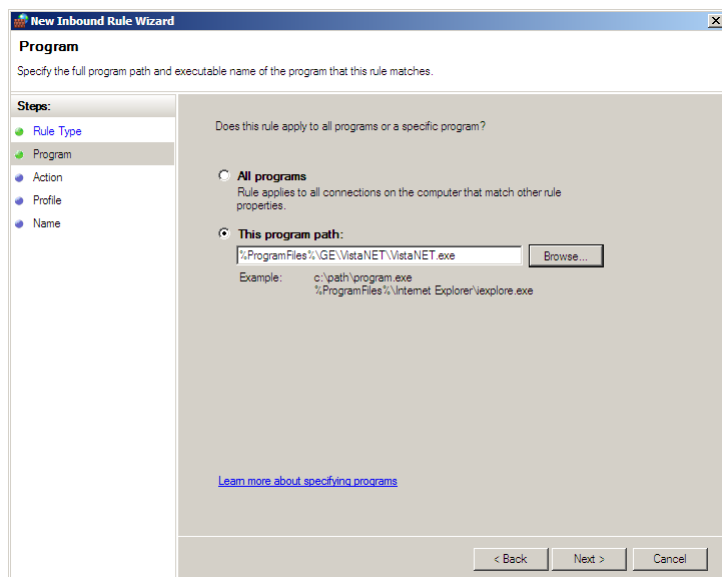 New Inbound Rule Wizard
Program
Specify the full program path and executable name of the program that this rule matches.
Steps:
Rule Type
Program
Action
Profile
Name
Does this rule apply to all programs or a specific program?
All programs
Rule applies to all connections on the computer that match other rule
properties.
This program path:
%ProgramFiles%\GE\VistaNET\VistaNET.exe
Browse...
Example: c:\path\program.exe
%ProgramFiles%\Internet Explorer\iexplore.exe
Learn more about specifying programs
< Back Next > Cancel